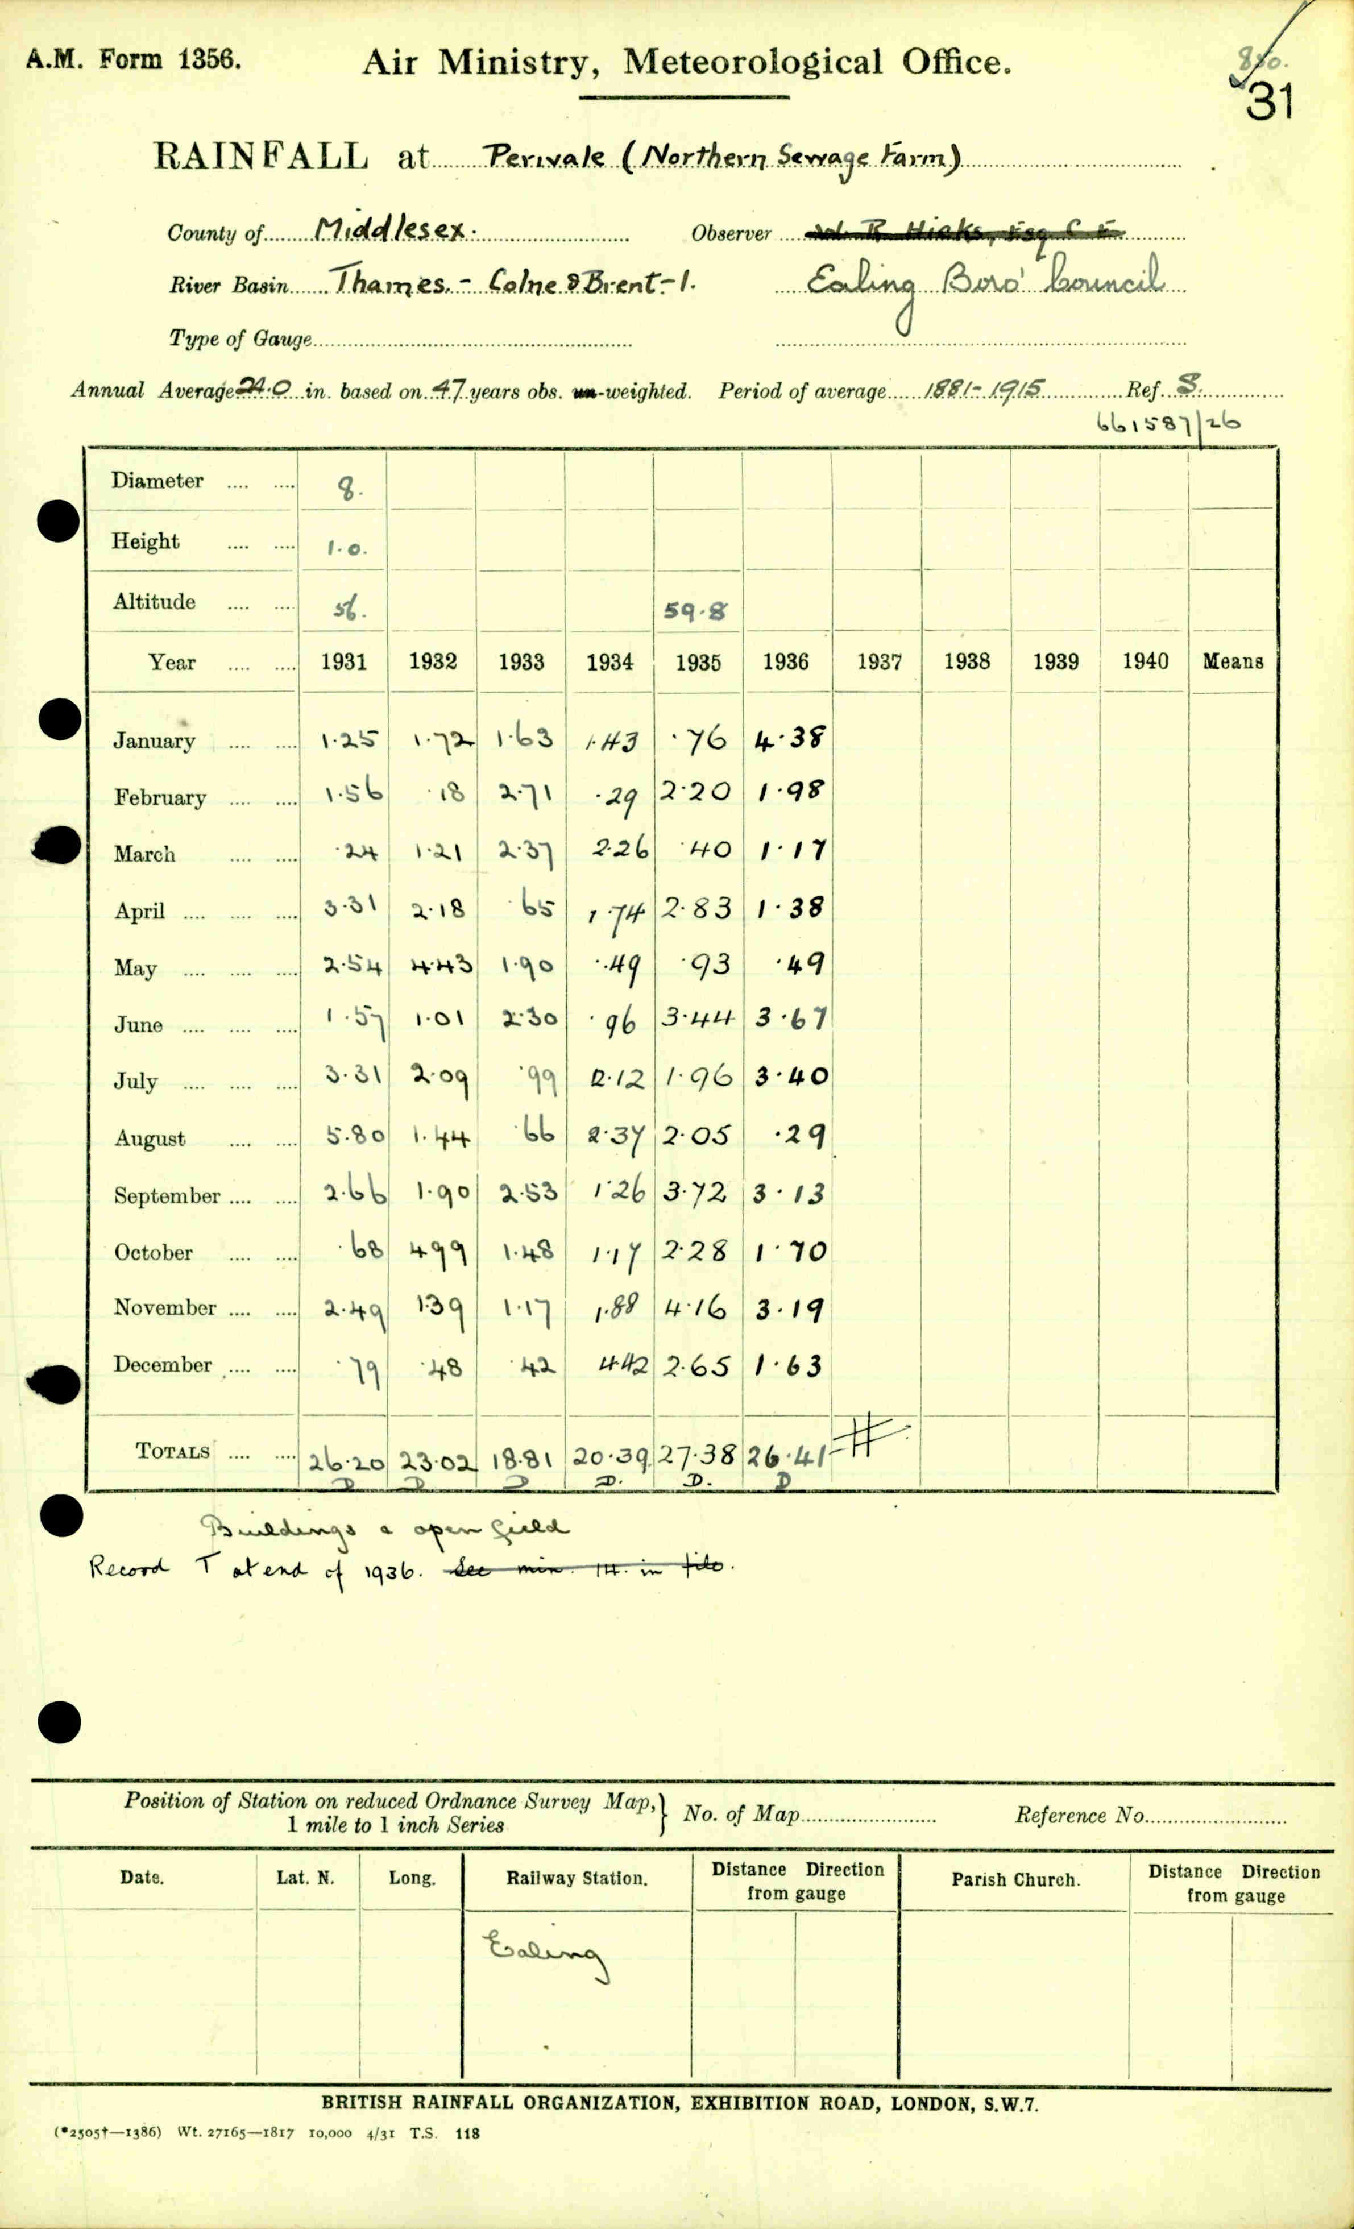 A.M. Form 1356.
Air Ministry, Meteorological Office.
850.
31
RAINFALL at Perivale (Northern Sewage Farm)
County of Middlesex. Observer W. R Hicks, Esq C E
River Basin Thames. - Colne & Brent - 1. Ealing Boro' Council
Type of Gauge
Annual Average 24.0 in. based on 47 years obs. un-weighted. Period of average 1881-1915 Ref. S.
661587/26
Diameter 8.
Height 1.0.
Altitude 56. 59.8
Year 1931 1932 1933 1934 1935 1936 1937 1938 1939 1940 Means
January 1.25 1.72 1.63 1.43 .76 4.38
February 1.56 .18 2.71 .29 2.20 1.98
March .24 1.21 2.37 2.26 .40 1.17
April 3.31 2.18 .65 1.74 2.83 1.38
May 2.54 4.43 1.90 .49 .93 .49
June 1.57 1.01 2.30 .96 3.44 3.67
July 3.31 2.09 .99 2.12 1.96 3.40
August 5.80 1.44 .66 2.37 2.05 .29
September 2.66 1.90 2.53 1.26 3.72 3.13
October .68 4.99 1.48 1.17 2.28 1.70
November 2.49 1.39 1.17 1.88 4.16 3.19
December .79 .48 .42 4.42 2.65 1.63
TOTALS 26.20 23.02 18.81 20.39 27.38 26.41
D D D D. D. D
Buildings & open field
Record T at end of 1936. See min. 14. in file.
Position of Station on reduced Ordnance Survey Map, } No. of Map Reference No.
1 mile to 1 inch Series
Date. Lat. N. Long. Railway Station. Distance Direction from gauge Parish Church. Distance Direction from gauge
Ealing
BRITISH RAINFALL ORGANIZATION, EXHIBITION ROAD, LONDON, S.W.7.
(*2505†—1386) Wt. 27165—1817 10,000 4/31 T.S. 118